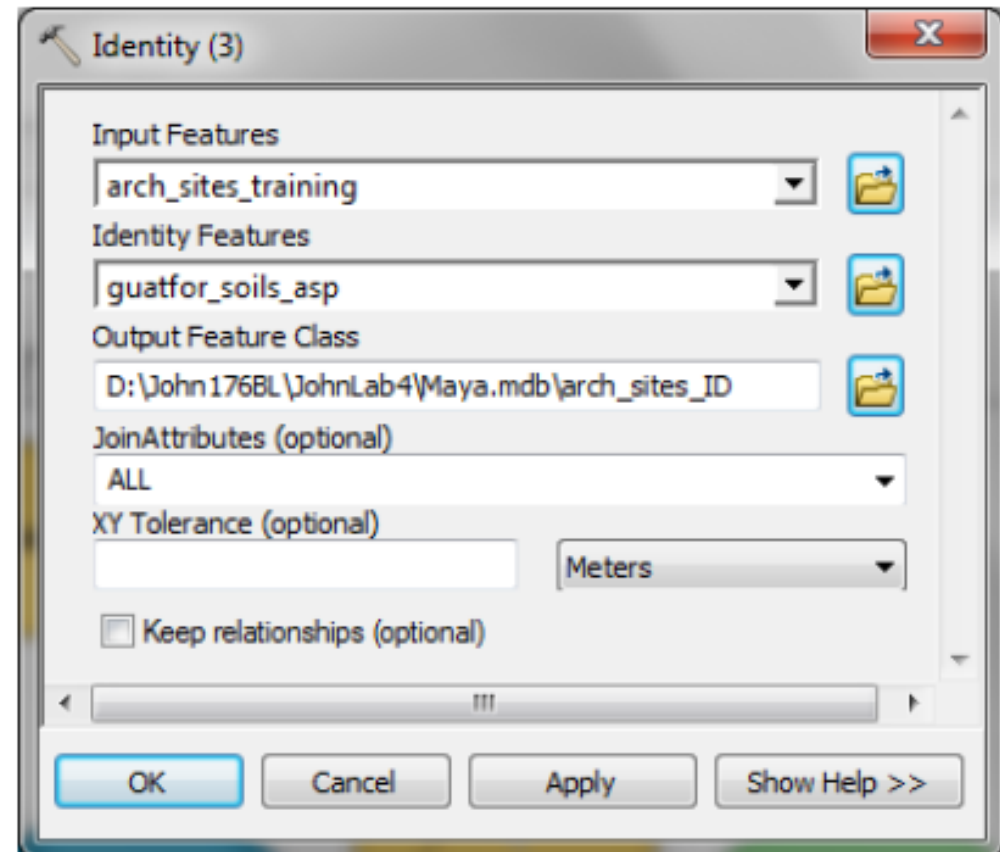 Identity (3)
Input Features
arch_sites_training
Identity Features
guatfor_soils_asp
Output Feature Class
D:\John176BL\JohnLab4\Maya.mdb\arch_sites_ID
JoinAttributes (optional)
ALL
XY Tolerance (optional)
Meters
Keep relationships (optional)
OK Cancel Apply Show Help >>